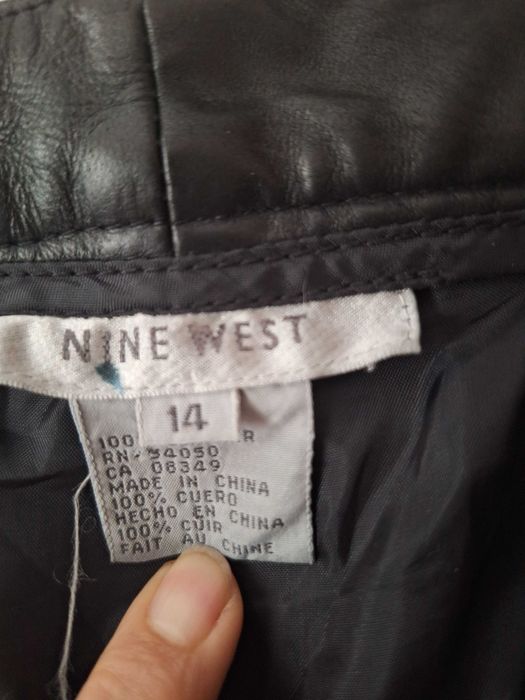 NINE WEST
14
100 R
RN-54050
CA 08349
MADE IN CHINA
100% CUERO
HECHO EN CHINA
100% CUIR
FAIT AU CHINE